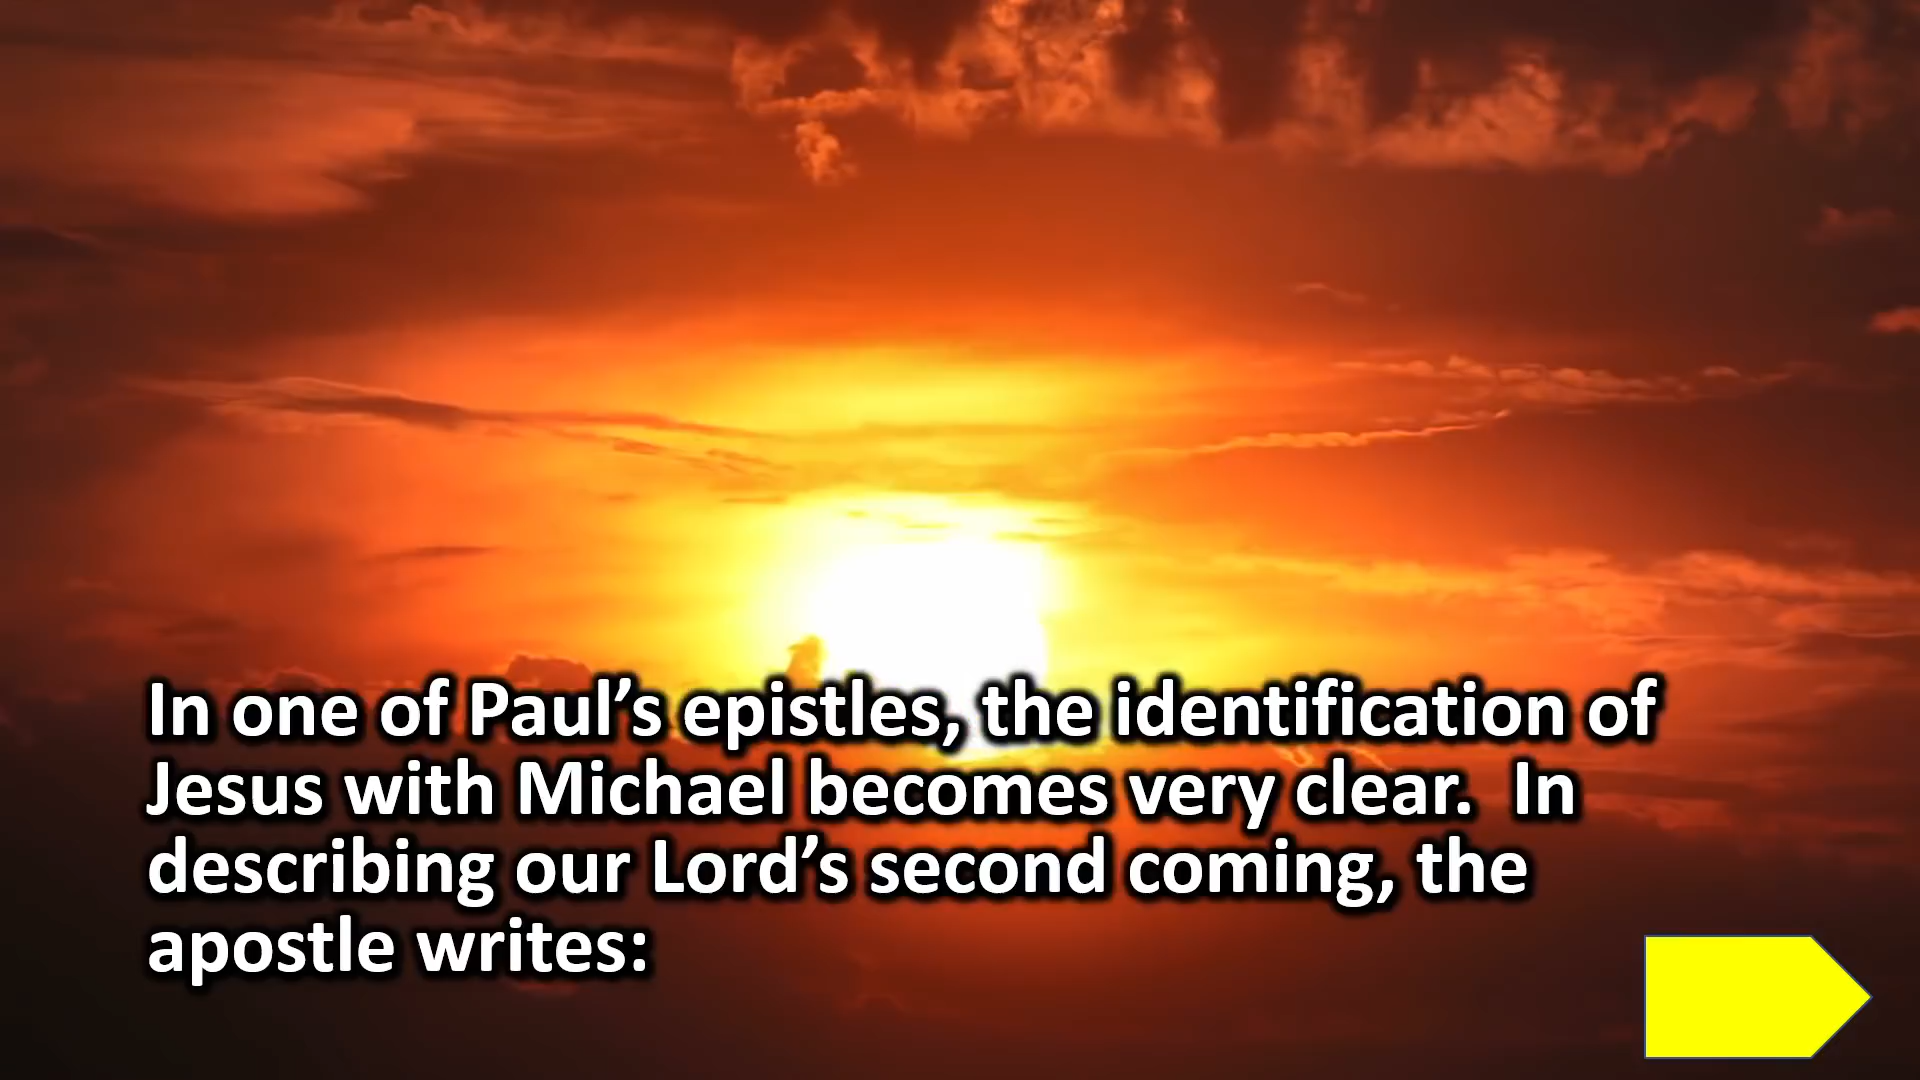 In one of Paul’s epistles, the identification of
Jesus with Michael becomes very clear.  In
describing our Lord’s second coming, the
apostle writes: